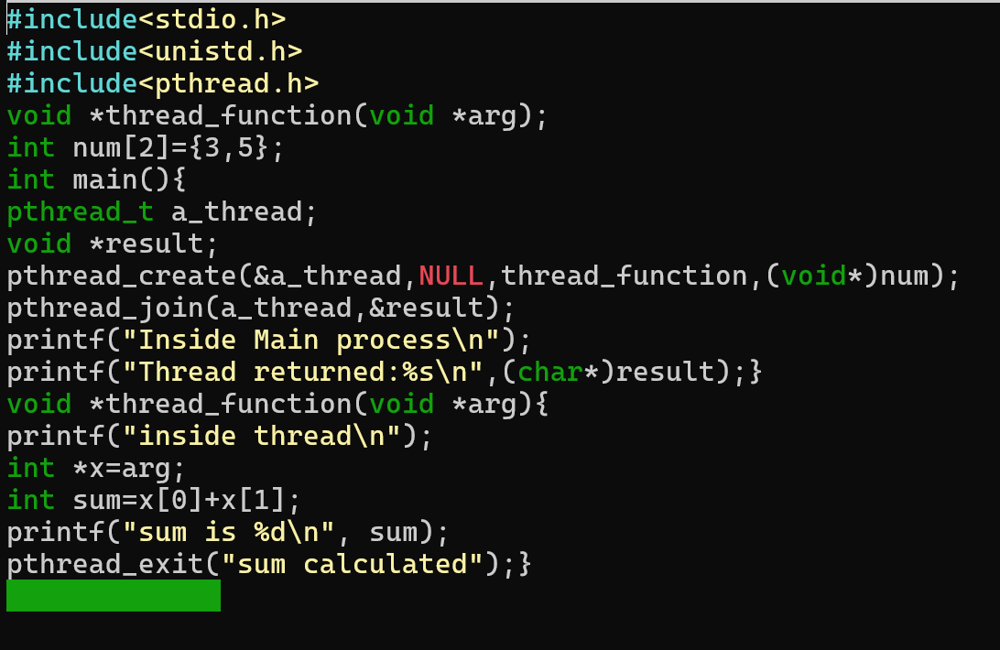 #include<stdio.h>
#include<unistd.h>
#include<pthread.h>
void *thread_function(void *arg);
int num[2]={3,5};
int main(){
pthread_t a_thread;
void *result;
pthread_create(&a_thread,NULL,thread_function,(void*)num);
pthread_join(a_thread,&result);
printf("Inside Main process\n");
printf("Thread returned:%s\n",(char*)result);}
void *thread_function(void *arg){
printf("inside thread\n");
int *x=arg;
int sum=x[0]+x[1];
printf("sum is %d\n", sum);
pthread_exit("sum calculated");}